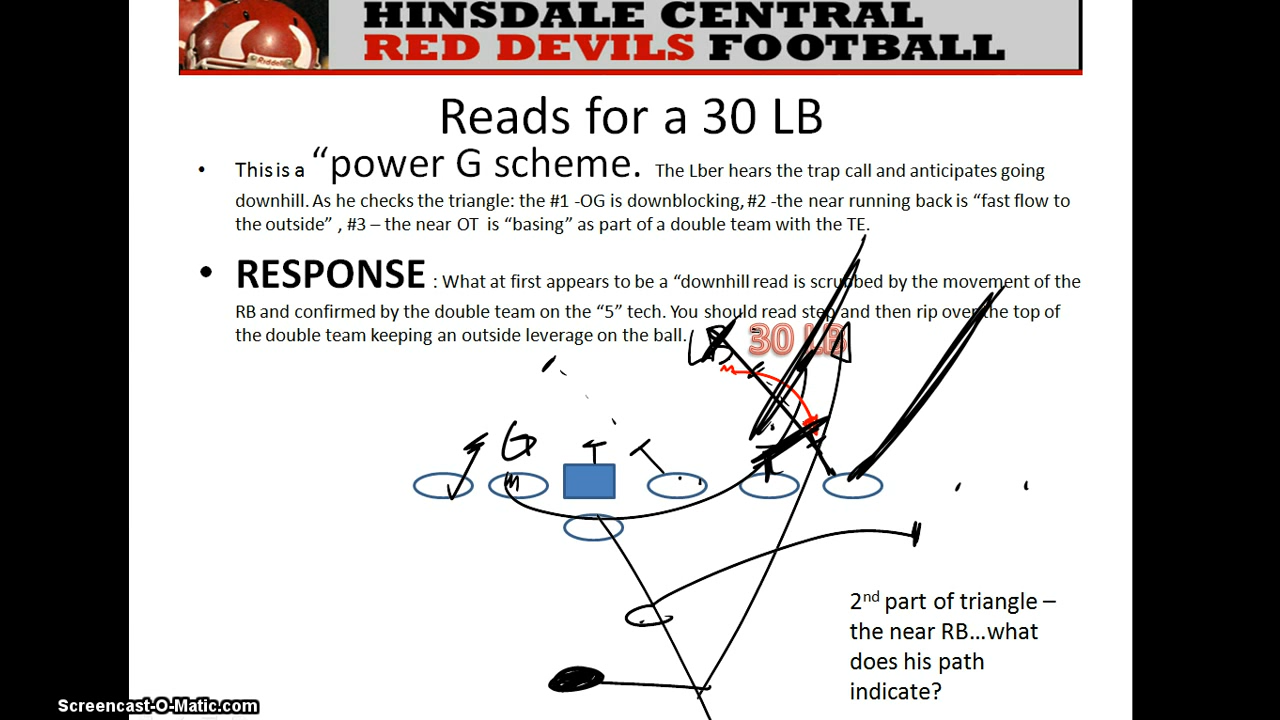 HINSDALE CENTRAL
RED DEVILS FOOTBALL
Riddell
Reads for a 30 LB
• This is a “power G scheme. The Lber hears the trap call and anticipates going
downhill. As he checks the triangle: the #1 -OG is downblocking, #2 -the near running back is “fast flow to
the outside” , #3 – the near OT is “basing” as part of a double team with the TE.
• RESPONSE : What at first appears to be a “downhill read is scrubbed by the movement of the
RB and confirmed by the double team on the “5” tech. You should read step and then rip over the top of
the double team keeping an outside leverage on the ball.
30 LB
G
2nd part of triangle –
the near RB…what
does his path
indicate?
Screencast-O-Matic.com